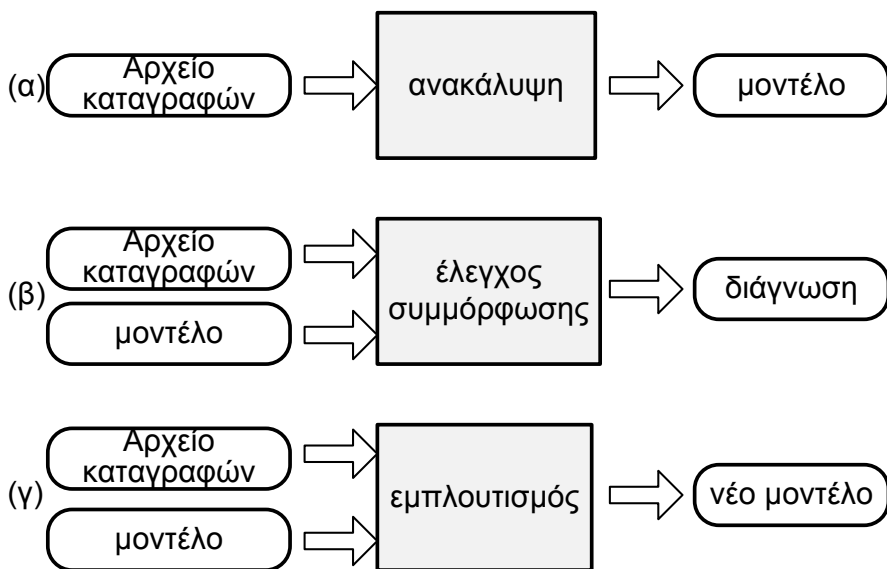 (α)
Αρχείο
καταγραφών
ανακάλυψη
μοντέλο
(β)
Αρχείο
καταγραφών
μοντέλο
έλεγχος
συμμόρφωσης
διάγνωση
(γ)
Αρχείο
καταγραφών
μοντέλο
εμπλουτισμός
νέο μοντέλο